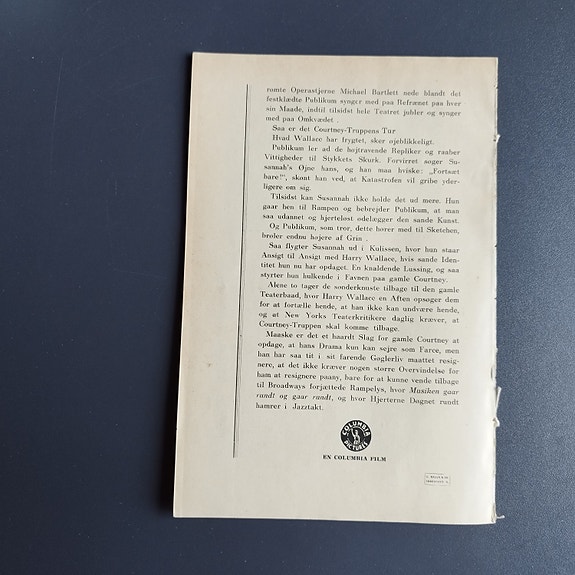 rømte Operastjerne Michael Bartlett nede blandt det
festklædte Publikum synger med paa Refrænet paa hver
sin Maade, indtil tilsidst hele Teatret jubler og synger
med paa Omkvædet.
Saa er det Courtney-Truppens Tur
Hvad Wallace har frygtet, sker øjeblikkeligt.
Publikum ler ad de højtravende Repliker og raaber
Vittigheder til Stykkets Skurk. Forvirret søger Su-
sannah's Øjne hans, og han maa hviske: „Fortsæt
bare!", skønt han ved, at Katastrofen vil gribe yder-
ligere om sig.
Tilsidst kan Susannah ikke holde det ud mere. Hun
gaar hen til Rampen og bebrejder Publikum, at man
saa udannet og hjerteløst ødelægger den sande Kunst.
Og Publikum, som tror, dette hører med til Sketchen,
brøler endnu højere af Grin.
Saa flygter Susannah ud i Kulissen, hvor hun staar
Ansigt til Ansigt med Harry Wallace, hvis sande Iden-
titet hun nu har opdaget. En knaldende Lussing, og saa
styrter hun hulkende i Favnen paa gamle Courtney.
Alene to tager de sønderknuste tilbage til den gamle
Teaterbaad, hvor Harry Wallace en Aften opsøger dem
for at fortælle hende, at han ikke kan undvære hende,
og at New Yorks Teaterkritikere daglig kræver, at
Courtney-Truppen skal komme tilbage.
Maaske er det et haardt Slag for gamle Courtney at
opdage, at hans Drama kun kan sejre som Farce, men
han har saa tit i sit farende Gøglerliv maattet resig-
nere, at det ikke kræver nogen større Overvindelse for
ham at resignere paany, bare for at kunne vende tilbage
til Broadways forjættede Rampelys, hvor Musiken gaar
rundt og gaar rundt, og hvor Hjerterne Døgnet rundt
hamrer i Jazztakt.
COLUMBIA
PICTURES
EN COLUMBIA FILM